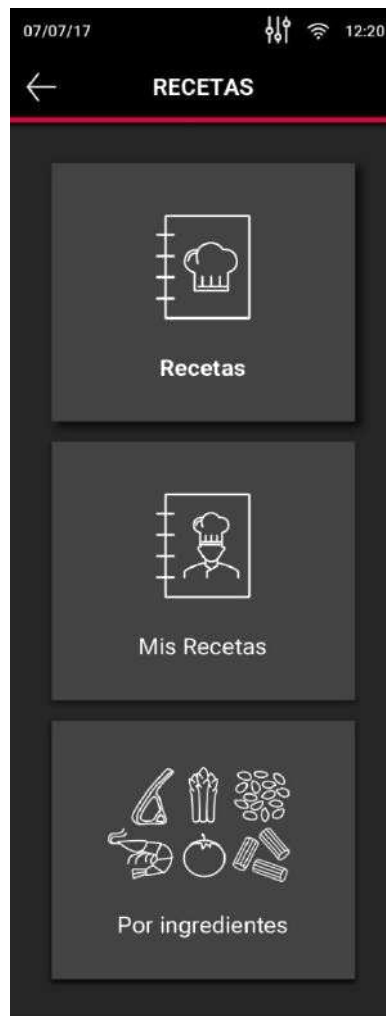 07/07/17 12:20
RECETAS
Recetas
Mis Recetas
Por ingredientes